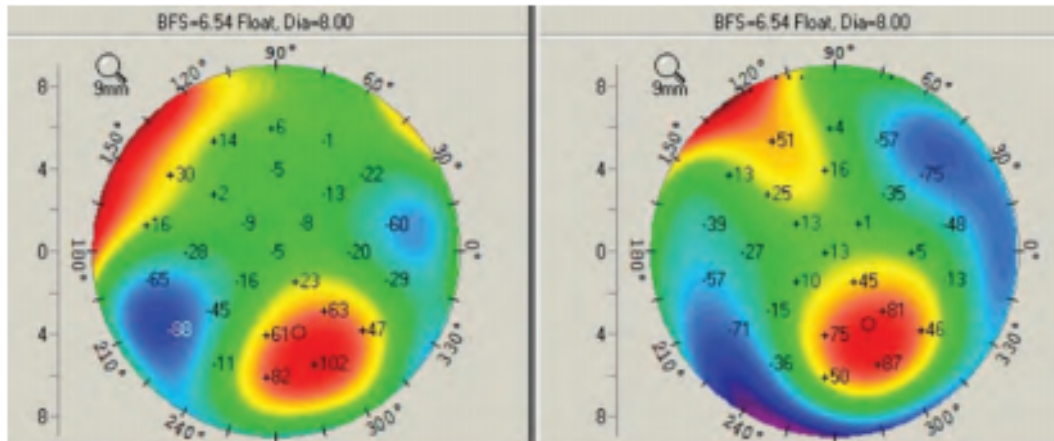 BFS=6.54 Float, Dia=8.00
9mm
90°
120° 60°
8
+6
+14 -1
150° 30°
4 +30 -5 -22
+2 -13
+16 -9 -8 -60
180° 0 -28 -5 -20 0°
-65 -16 +23 -29
-45 +63
210° 4 -88 +61 +47 330°
-11 +82 +102
8 240° 300°
BFS=6.54 Float, Dia=8.00
9mm
90°
120° 60°
8
+4
+51 -57
150° 30°
4 +13 +16 -75
+25 -35
-39 +13 +1 -48
180° 0 -27 +13 +5 0°
-57 +10 +45 13
-15 +81
210° 4 -71 +75 +46 330°
-36 +50 +87
8 240° 300°